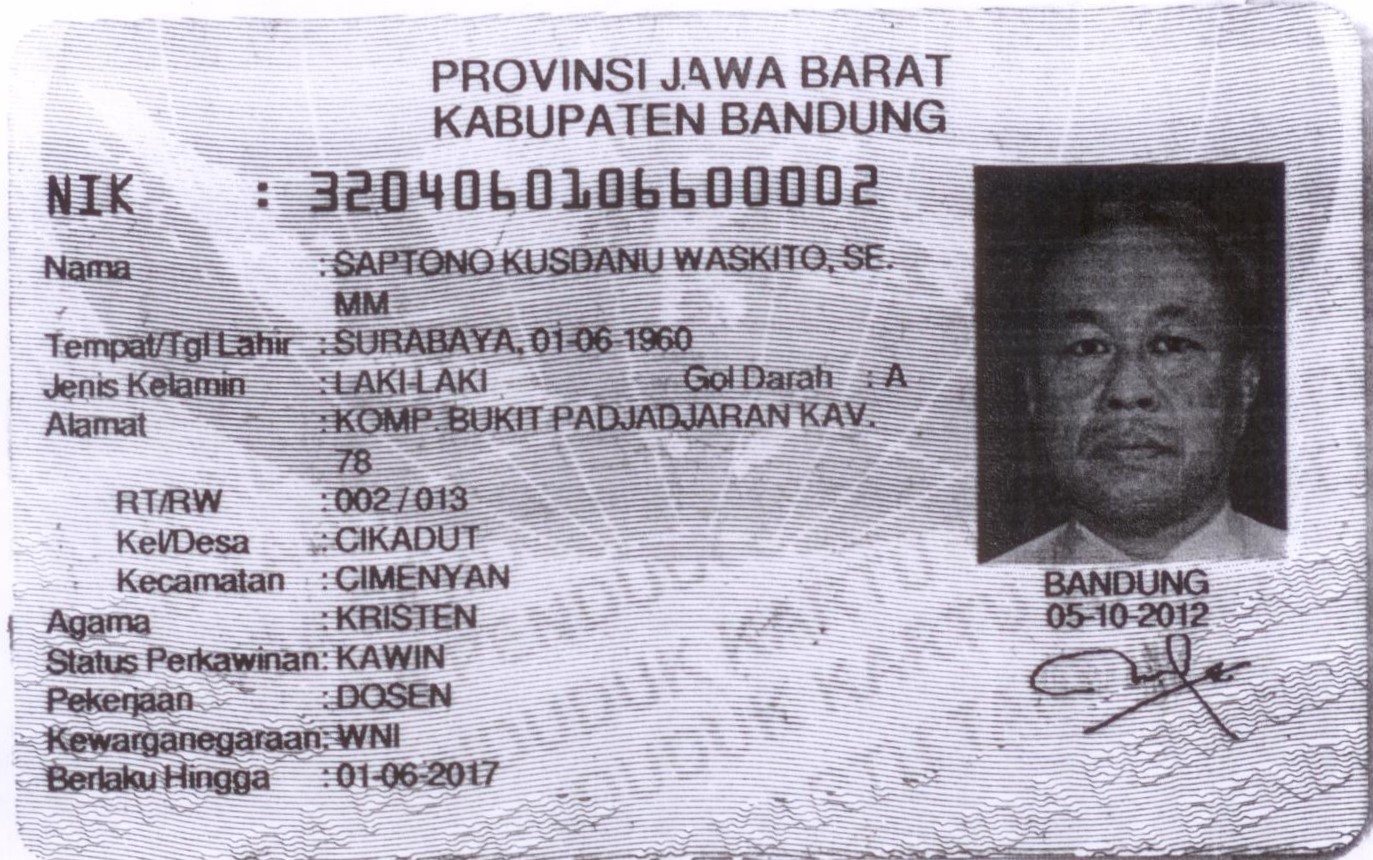 PROVINSI JAWA BARAT
KABUPATEN BANDUNG
NIK : 3204060106600002
Nama : SAPTONO KUSDANU WASKITO, SE.
MM
Tempat/Tgl Lahir : SURABAYA, 01-06-1960
Jenis Kelamin : LAKI-LAKI Gol Darah : A
Alamat : KOMP. BUKIT PADJADJARAN KAV.
78
RT/RW : 002 / 013
Kel/Desa : CIKADUT
Kecamatan : CIMENYAN
Agama : KRISTEN
Status Perkawinan: KAWIN
Pekerjaan : DOSEN
Kewarganegaraan: WNI
Berlaku Hingga : 01-06-2017
BANDUNG
05-10-2012